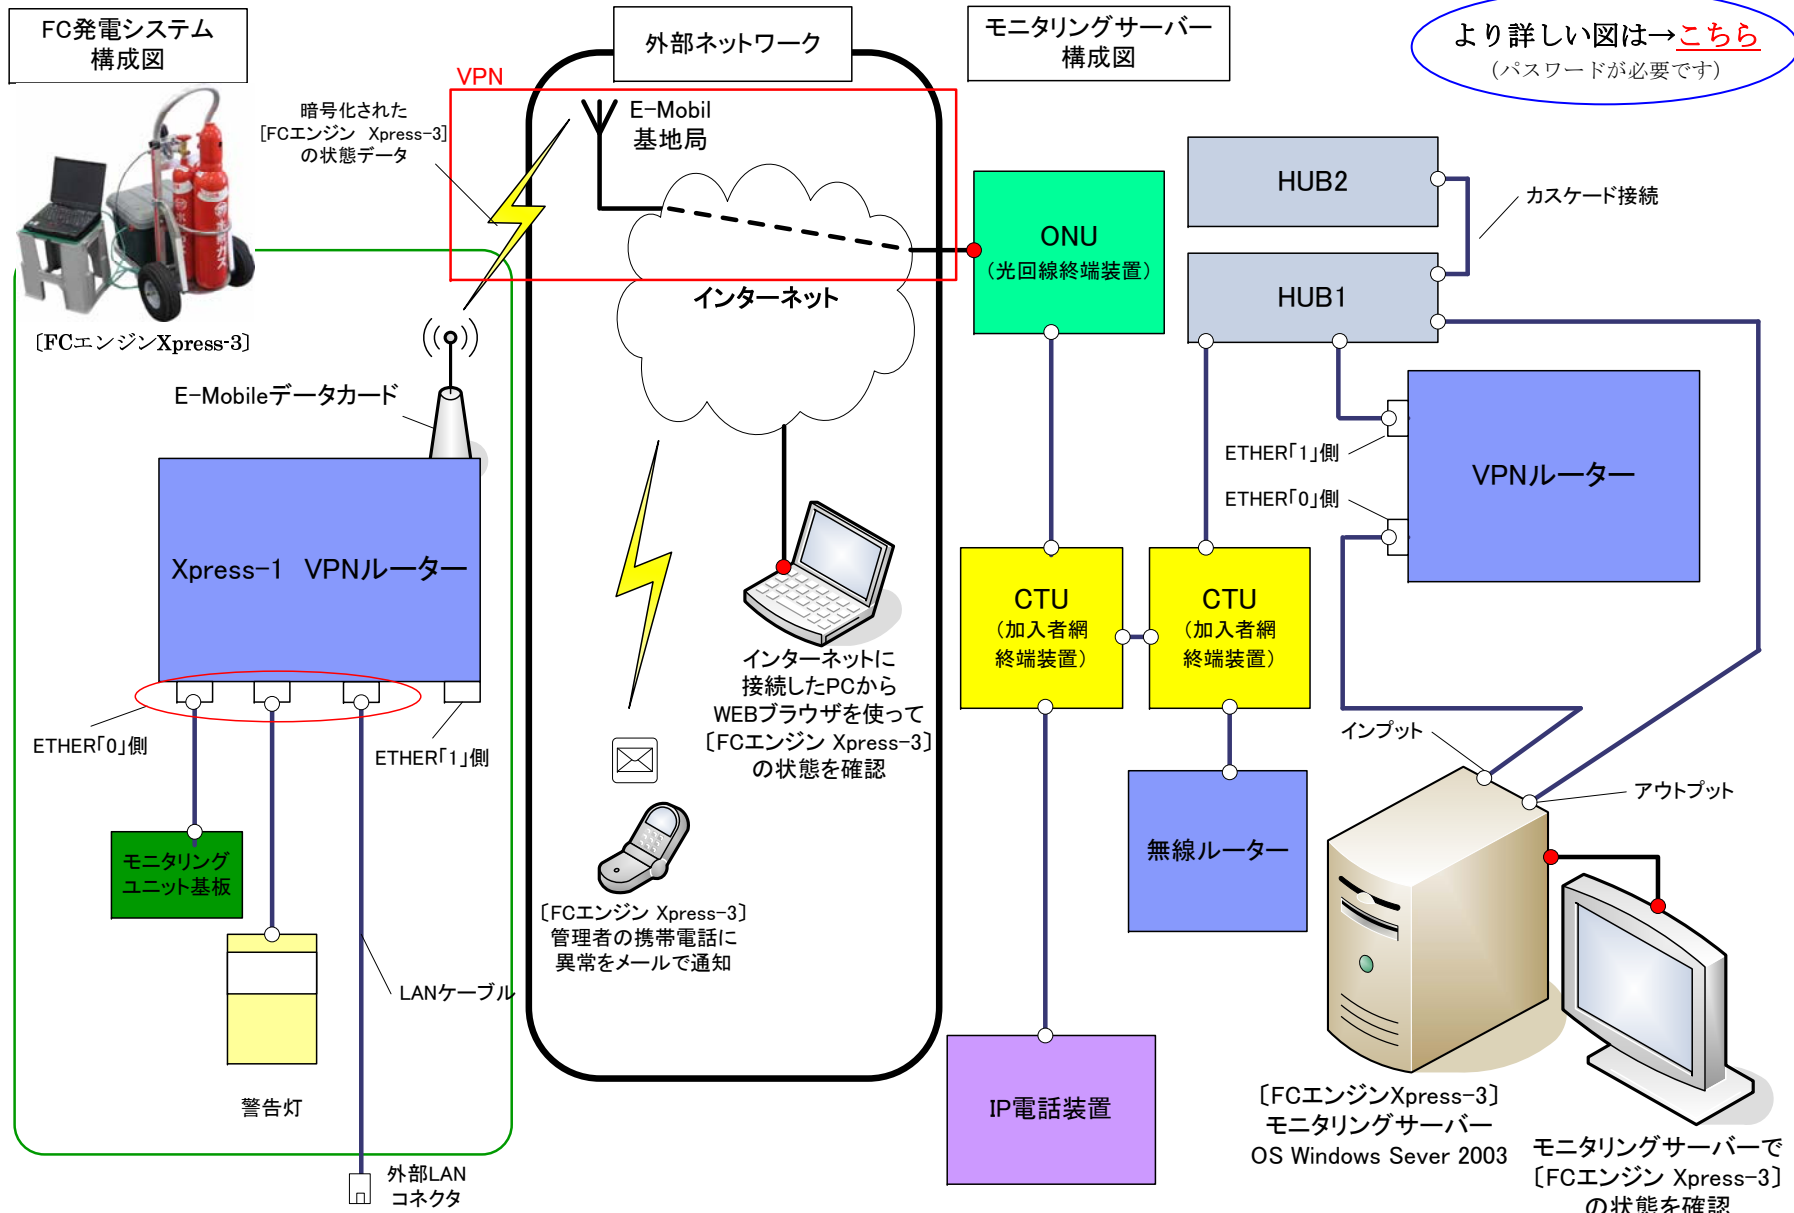 FC発電システム
構成図
外部ネットワーク
モニタリングサーバー
構成図
より詳しい図は→こちら
(パスワードが必要です)
VPN
暗号化された
[FCエンジン Xpress-3]
の状態データ
E-Mobil
基地局
インターネット
〔FCエンジンXpress-3〕
E-Mobileデータカード
Xpress-1 VPNルーター
ETHER「0」側
ETHER「1」側
モニタリング
ユニット基板
LANケーブル
警告灯
外部LAN
コネクタ
インターネットに
接続したPCから
WEBブラウザを使って
〔FCエンジン Xpress-3〕
の状態を確認
〔FCエンジン Xpress-3〕
管理者の携帯電話に
異常をメールで通知
ONU
(光回線終端装置)
HUB2
カスケード接続
HUB1
ETHER「1」側
ETHER「0」側
VPNルーター
CTU
(加入者網
終端装置)
CTU
(加入者網
終端装置)
インプット
アウトプット
無線ルーター
IP電話装置
〔FCエンジンXpress-3〕
モニタリングサーバー
OS Windows Sever 2003
モニタリングサーバーで
〔FCエンジン Xpress-3〕
の状態を確認